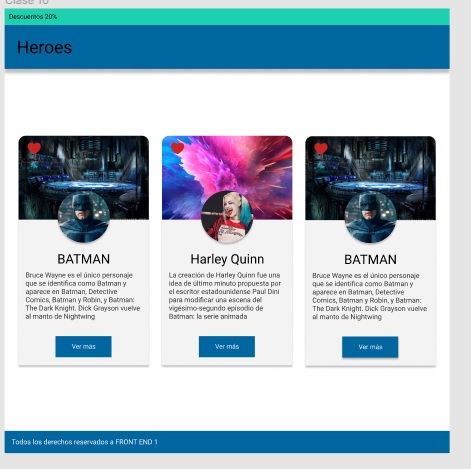 Clase 10
Descuentos 20%
Heroes
BATMAN
Bruce Wayne es el único personaje
que se identifica como Batman y
aparece en Batman, Detective
Comics, Batman y Robin, y Batman:
The Dark Knight. Dick Grayson vuelve
al manto de Nightwing
Ver más
Harley Quinn
La creación de Harley Quinn fue una
idea de último minuto propuesta por
el escritor estadounidense Paul Dini
para modificar una escena del
vigésimo-segundo episodio de
Batman: la serie animada
Ver más
BATMAN
Bruce Wayne es el único personaje
que se identifica como Batman y
aparece en Batman, Detective
Comics, Batman y Robin, y Batman:
The Dark Knight. Dick Grayson vuelve
al manto de Nightwing
Ver más
Todos los derechos reservados a FRONT END 1